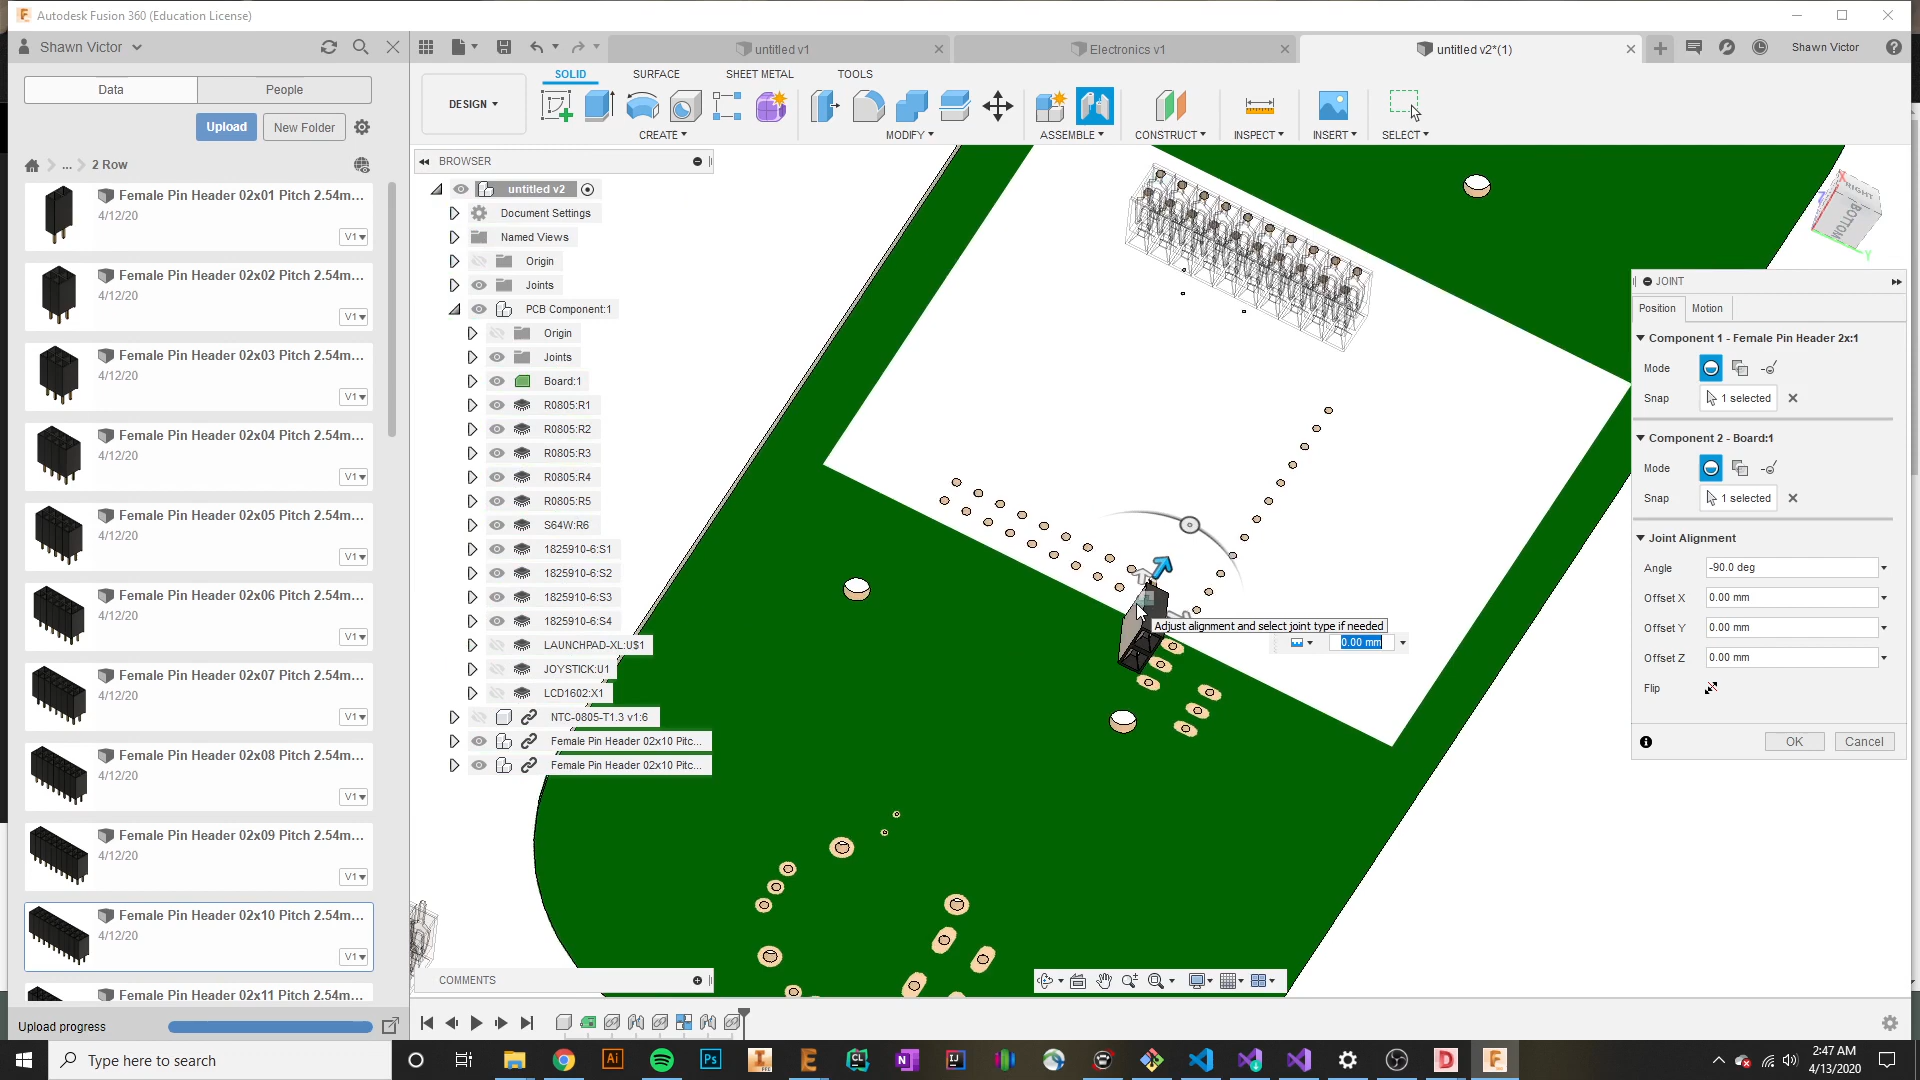 Autodesk Fusion 360 (Education License)
Shawn Victor
untitled v1
Electronics v1
untitled v2*(1)
Shawn Victor
Data
People
Upload
New Folder
... 2 Row
Female Pin Header 02x01 Pitch 2.54m...
4/12/20
V1
Female Pin Header 02x02 Pitch 2.54m...
4/12/20
V1
Female Pin Header 02x03 Pitch 2.54m...
4/12/20
V1
Female Pin Header 02x04 Pitch 2.54m...
4/12/20
V1
Female Pin Header 02x05 Pitch 2.54m...
4/12/20
V1
Female Pin Header 02x06 Pitch 2.54m...
4/12/20
V1
Female Pin Header 02x07 Pitch 2.54m...
4/12/20
V1
Female Pin Header 02x08 Pitch 2.54m...
4/12/20
V1
Female Pin Header 02x09 Pitch 2.54m...
4/12/20
V1
Female Pin Header 02x10 Pitch 2.54m...
4/12/20
V1
Female Pin Header 02x11 Pitch 2.54m...
Upload progress
DESIGN
SOLID SURFACE SHEET METAL TOOLS
CREATE MODIFY ASSEMBLE CONSTRUCT INSPECT INSERT SELECT
BROWSER
untitled v2
Document Settings
Named Views
Origin
Joints
PCB Component:1
Origin
Joints
Board:1
R0805:R1
R0805:R2
R0805:R3
R0805:R4
R0805:R5
S64W:R6
1825910-6:S1
1825910-6:S2
1825910-6:S3
1825910-6:S4
LAUNCHPAD-XL:U$1
JOYSTICK:U1
LCD1602:X1
NTC-0805-T1.3 v1:6
Female Pin Header 02x10 Pitc...
Female Pin Header 02x10 Pitc...
COMMENTS
Adjust alignment and select joint type if needed
0.00 mm
RIGHT
BOTTOM
X
Y
JOINT
Position Motion
Component 1 - Female Pin Header 2x:1
Mode
Snap 1 selected
Component 2 - Board:1
Mode
Snap 1 selected
Joint Alignment
Angle -90.0 deg
Offset X 0.00 mm
Offset Y 0.00 mm
Offset Z 0.00 mm
Flip
OK Cancel
Type here to search
2:47 AM
4/13/2020